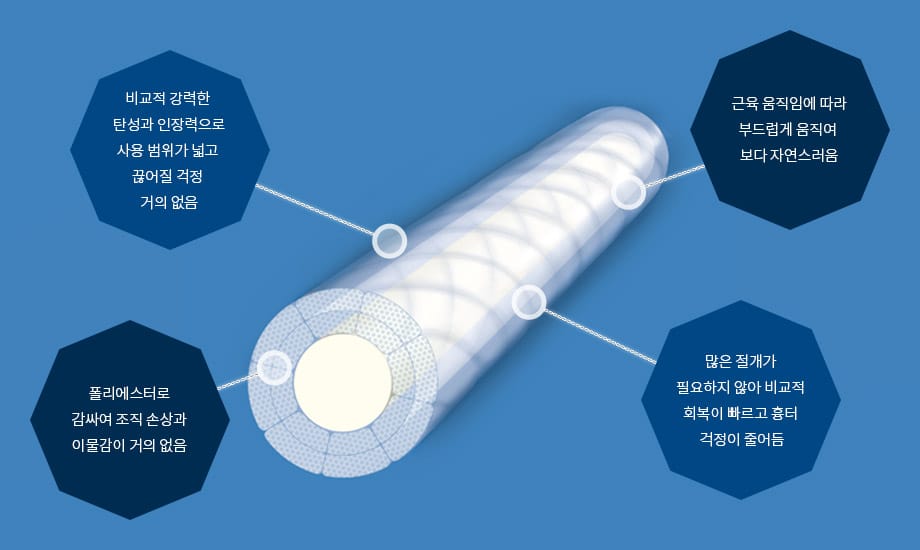 비교적 강력한
탄성과 인장력으로
사용 범위가 넓고
끊어질 걱정
거의 없음
근육 움직임에 따라
부드럽게 움직여
보다 자연스러움
폴리에스터로
감싸여 조직 손상과
이물감이 거의 없음
많은 절개가
필요하지 않아 비교적
회복이 빠르고 흉터
걱정이 줄어듬